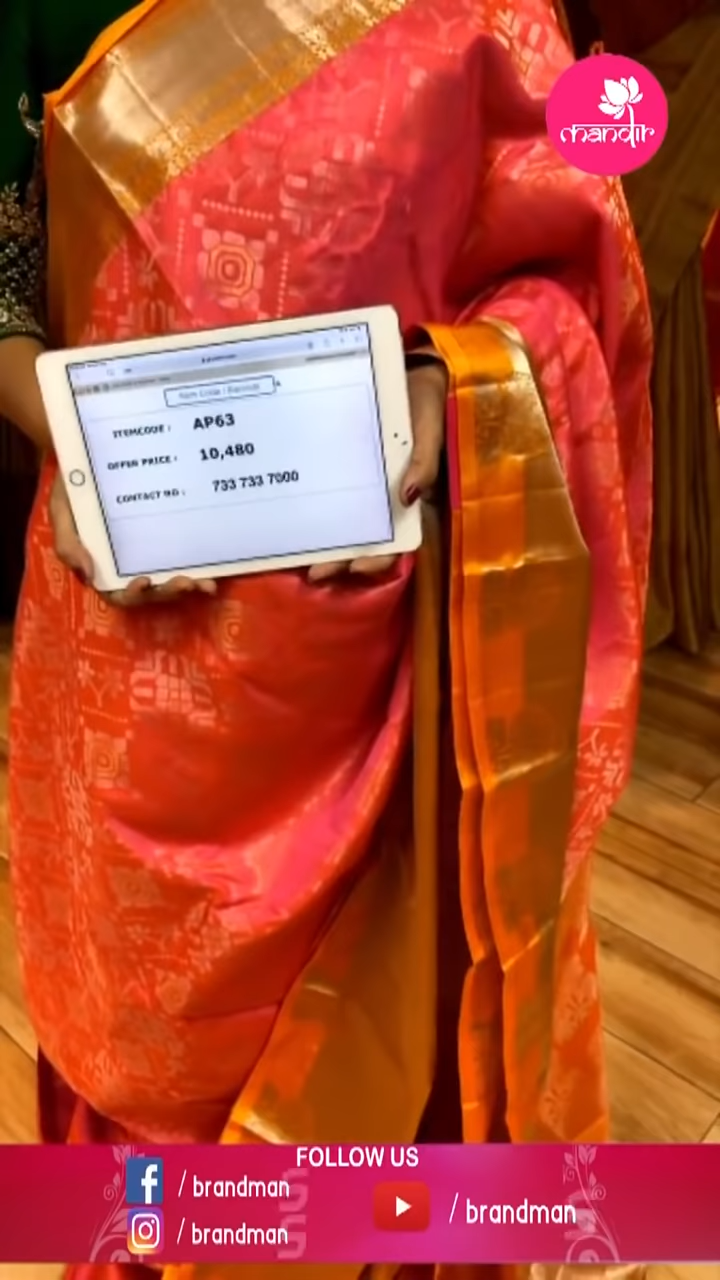 mandir
Item Code / Barcode
ITEMCODE : AP63
OFFER PRICE : 10,480
CONTACT NO : 733 733 7000
FOLLOW US
/ brandman
/ brandman
/ brandman